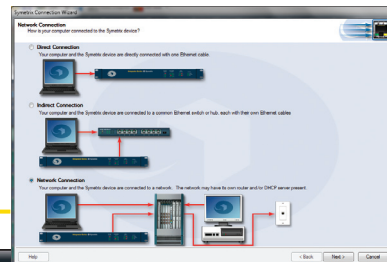 Symetrix Connection Wizard
Network Connection
How is your computer connected to the Symetrix device?
Direct Connection
Your computer and the Symetrix device are directly connected with one Ethernet cable.
Indirect Connection
Your computer and the Symetrix device are connected to a common Ethernet switch or hub, each with their own Ethernet cables
Network Connection
Your computer and the Symetrix device are connected to a network. The network may have its own router and/or DHCP server present.
Help
< Back
Next >
Cancel